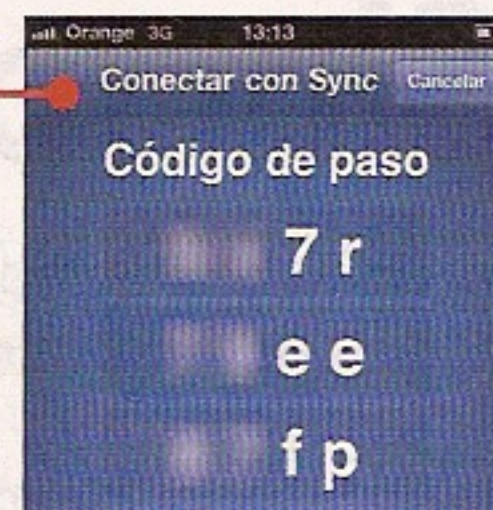 Orange 3G 13:13
Conectar con Sync Cancelar
Código de paso
7 r
e e
f p